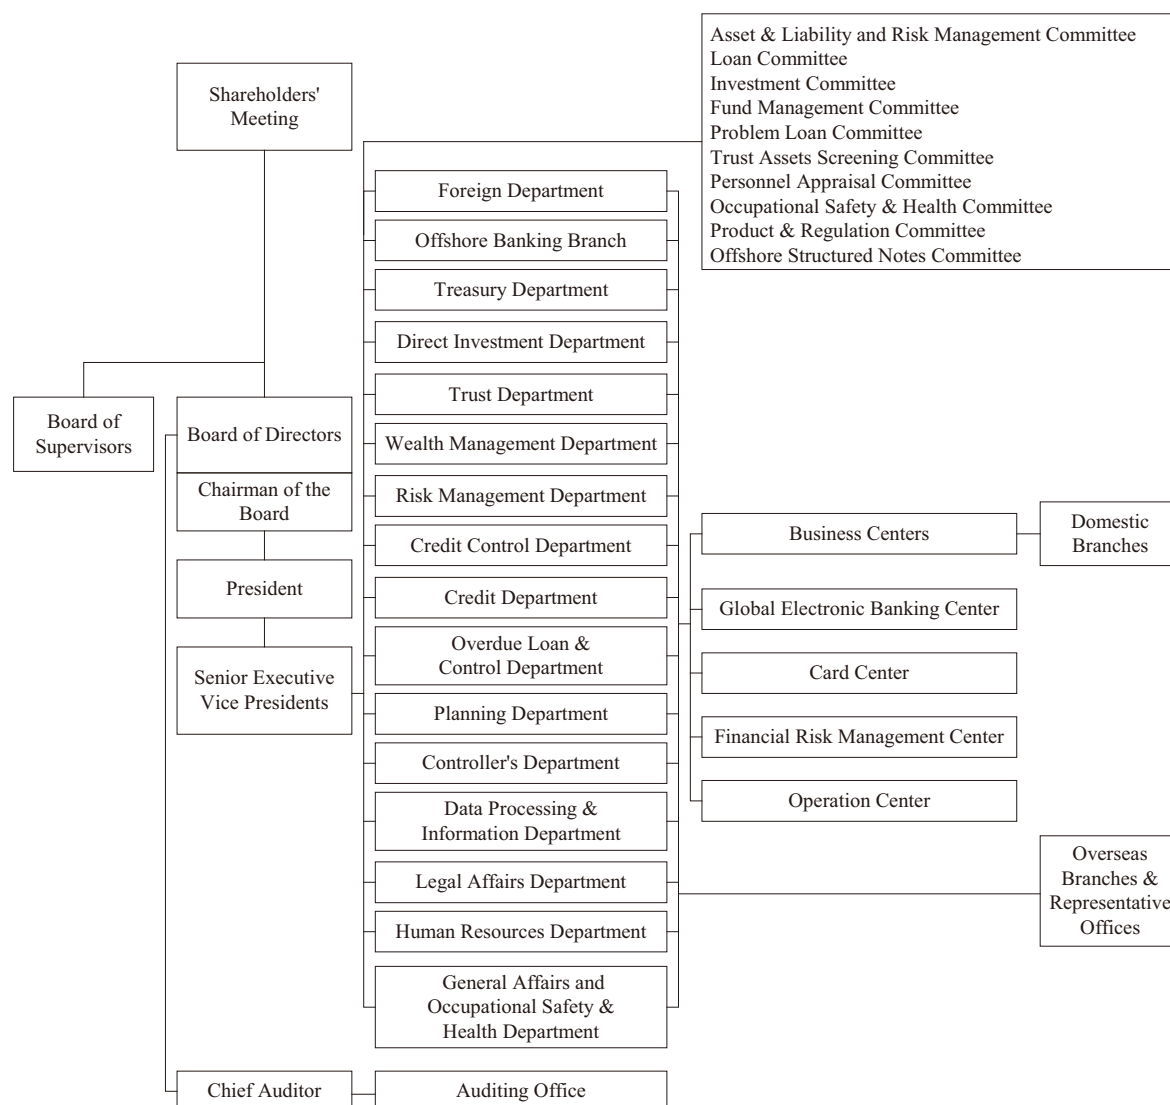 Asset & Liability and Risk Management Committee
Loan Committee
Investment Committee
Fund Management Committee
Problem Loan Committee
Trust Assets Screening Committee
Personnel Appraisal Committee
Occupational Safety & Health Committee
Product & Regulation Committee
Offshore Structured Notes Committee
Shareholders'
Meeting
Board of
Supervisors
Board of Directors
Chairman of the
Board
President
Senior Executive
Vice Presidents
Foreign Department
Offshore Banking Branch
Treasury Department
Direct Investment Department
Trust Department
Wealth Management Department
Risk Management Department
Credit Control Department
Credit Department
Overdue Loan &
Control Department
Planning Department
Controller's Department
Data Processing &
Information Department
Legal Affairs Department
Human Resources Department
General Affairs and
Occupational Safety &
Health Department
Business Centers
Domestic
Branches
Global Electronic Banking Center
Card Center
Financial Risk Management Center
Operation Center
Overseas
Branches &
Representative
Offices
Chief Auditor
Auditing Office